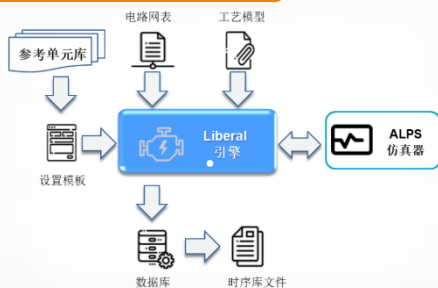 电路网表
工艺模型
参考单元库
Liberal
引擎
ALPS
仿真器
设置模板
数据库
时序库文件